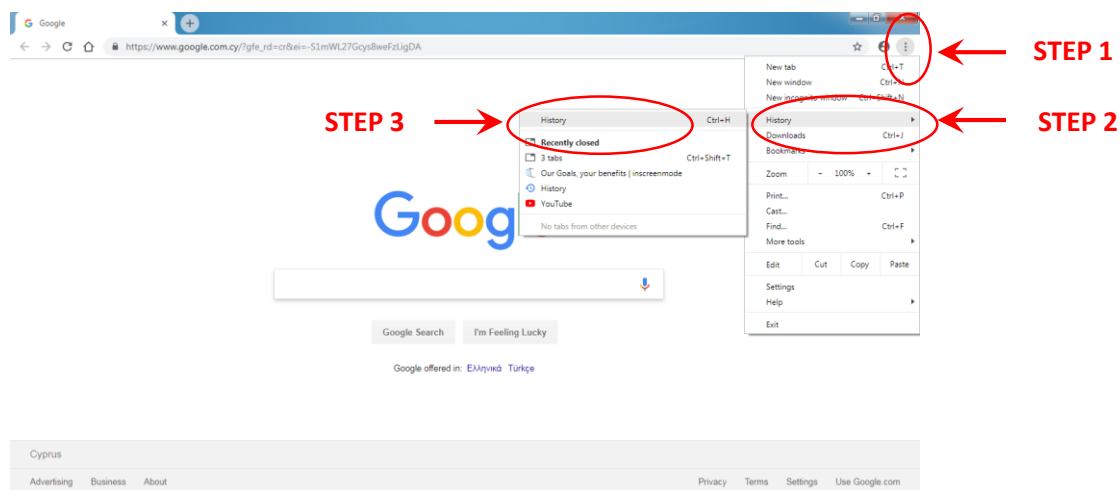 Google
https://www.google.com.cy/?gfe_rd=cr&ei=-S1mWL27Gcys8weFzLigDA
STEP 1
New tab Ctrl+T
New window Ctrl+N
New incognito window Ctrl+Shift+N
STEP 3
History Ctrl+H
History
STEP 2
Downloads Ctrl+J
Bookmarks
Recently closed
3 tabs Ctrl+Shift+T
Our Goals, your benefits | inscreenmode
History
YouTube
No tabs from other devices
Zoom - 100% +
Print... Ctrl+P
Cast...
Find... Ctrl+F
More tools
Edit Cut Copy Paste
Settings
Help
Exit
Goog
Google Search I'm Feeling Lucky
Google offered in: Ελληνικά Türkçe
Cyprus
Advertising Business About Privacy Terms Settings Use Google.com